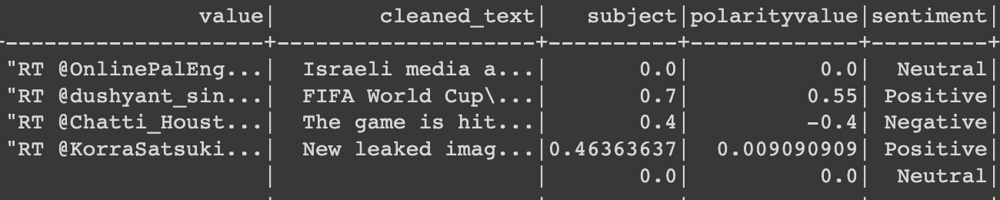 value| cleaned_text| subject|polarityvalue|sentiment|
--------------------+--------------------+----------+-------------+---------+
"RT @OnlinePalEng...| Israeli media a...| 0.0| 0.0| Neutral|
"RT @dushyant_sin...| FIFA World Cup\...| 0.7| 0.55| Positive|
"RT @Chatti_Houst...| The game is hit...| 0.4| -0.4| Negative|
"RT @KorraSatsuki...| New leaked imag...|0.46363637| 0.009090909| Positive|
| | 0.0| 0.0| Neutral|